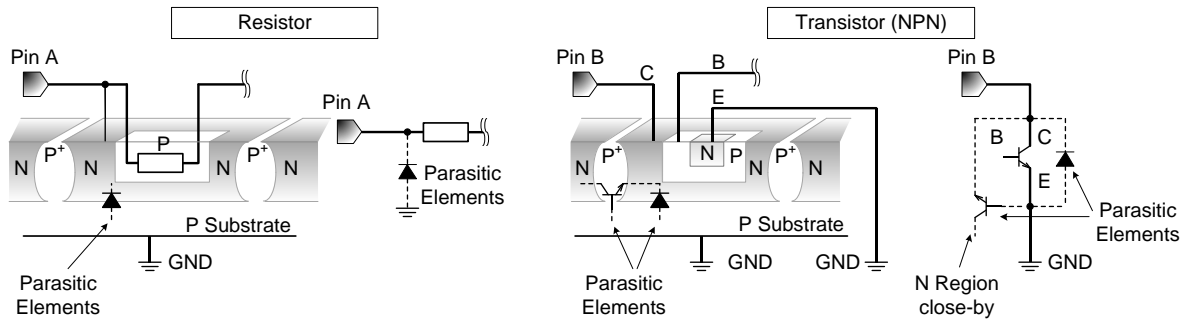 Resistor
Pin A
N
P+
N
P
N
P+
N
Parasitic
Elements
P Substrate
GND
Pin A
Parasitic
Elements
Transistor (NPN)
Pin B
C
B
E
N
P+
N
N
P
N
P+
N
P Substrate
Parasitic
Elements
GND
GND
Pin B
B
C
E
Parasitic
Elements
GND
N Region
close-by